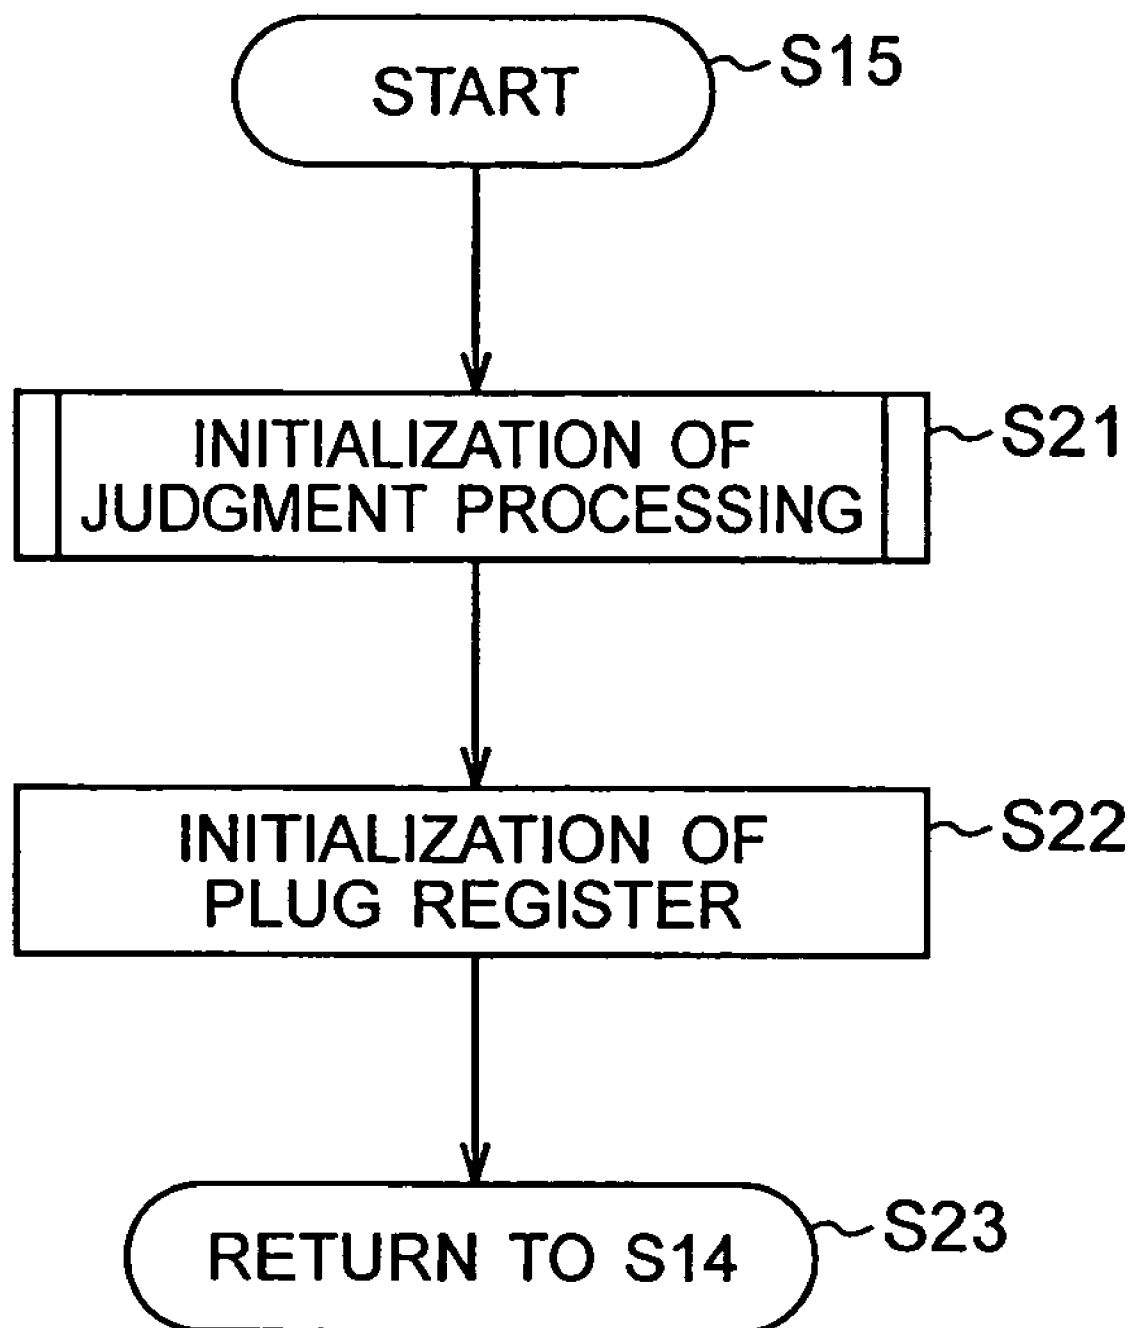 START
S15
INITIALIZATION OF
JUDGMENT PROCESSING
S21
INITIALIZATION OF
PLUG REGISTER
S22
RETURN TO S14
S23